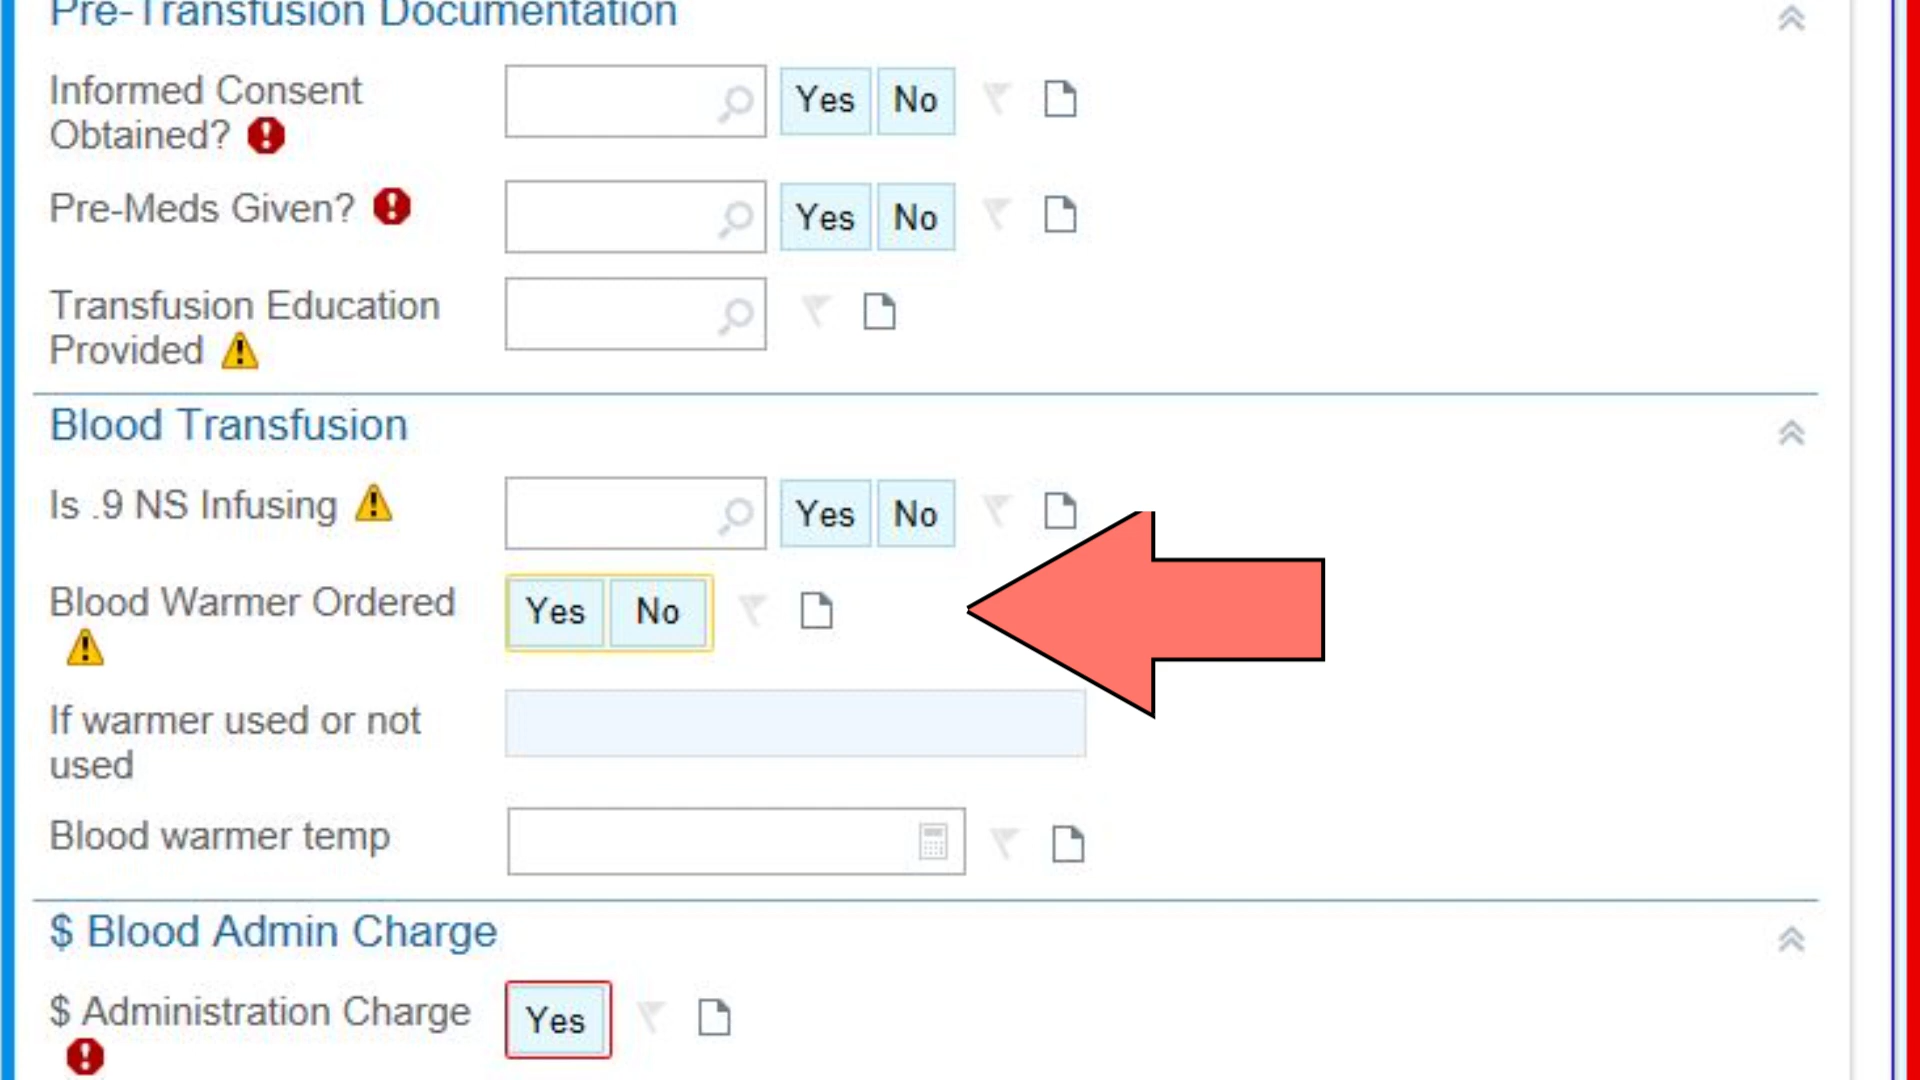 Pre-Transfusion Documentation
Informed Consent Yes No
Obtained?
Pre-Meds Given? Yes No
Transfusion Education
Provided
Blood Transfusion
Is .9 NS Infusing Yes No
Blood Warmer Ordered Yes No
If warmer used or not
used
Blood warmer temp
$ Blood Admin Charge
$ Administration Charge Yes